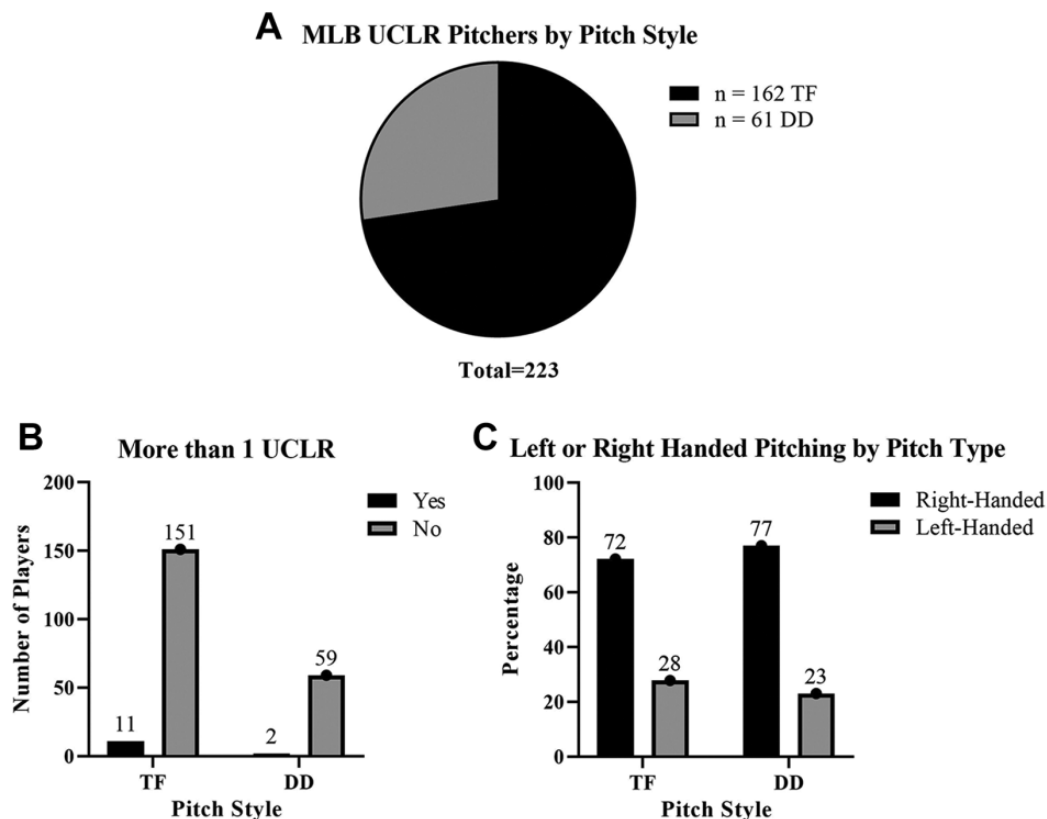 A MLB UCLR Pitchers by Pitch Style
n = 162 TF
n = 61 DD
Total=223
B More than 1 UCLR
Number of Players
200
150
100
50
0
Yes
No
11
151
2
59
TF
DD
Pitch Style
C Left or Right Handed Pitching by Pitch Type
Percentage
100
80
60
40
20
0
Right-Handed
Left-Handed
72
28
77
23
TF
DD
Pitch Style